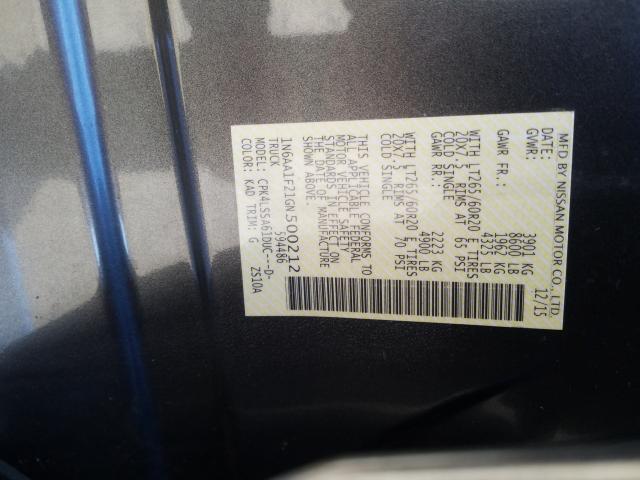 MFD BY NISSAN MOTOR CO., LTD.
DATE: 12/15
GVWR: 3901 KG
8600 LB
GAWR FR.: 1962 KG
4325 LB
WITH LT265/60R20 E TIRES
20X7.5 RIMS AT 65 PSI
COLD SINGLE
GAWR RR.: 2223 KG
4900 LB
WITH LT265/60R20 E TIRES
20X7.5 RIMS AT 70 PSI
COLD SINGLE
THIS VEHICLE CONFORMS TO
ALL APPLICABLE FEDERAL
MOTOR VEHICLE SAFETY
STANDARDS IN EFFECT ON
THE DATE OF MANUFACTURE
SHOWN ABOVE.
1N6AA1F21GN500212
TRUCK 594486
MODEL: CPK4LSSA61DUC---D-
COLOR: KAD TRIM: G ZS10A